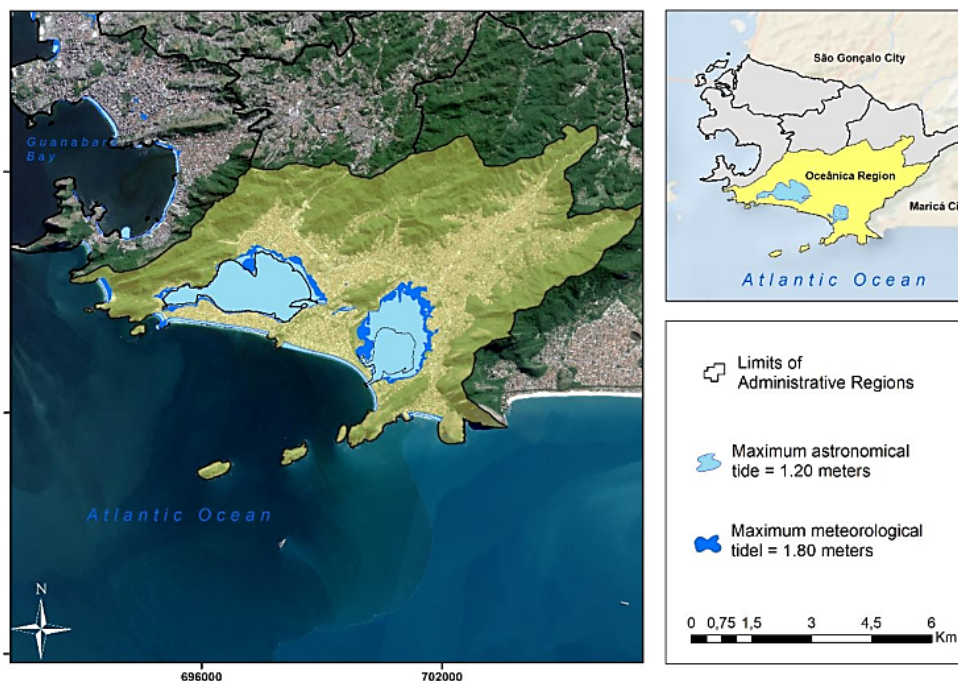 Guanabara
Bay
Atlantic Ocean
N
696000
702000
São Gonçalo City
Oceânica Region
Maricá Ci
Atlantic Ocean
Limits of
Administrative Regions
Maximum astronomical
tide = 1.20 meters
Maximum meteorological
tidel = 1.80 meters
0 0,75 1,5 3 4,5 6
Km